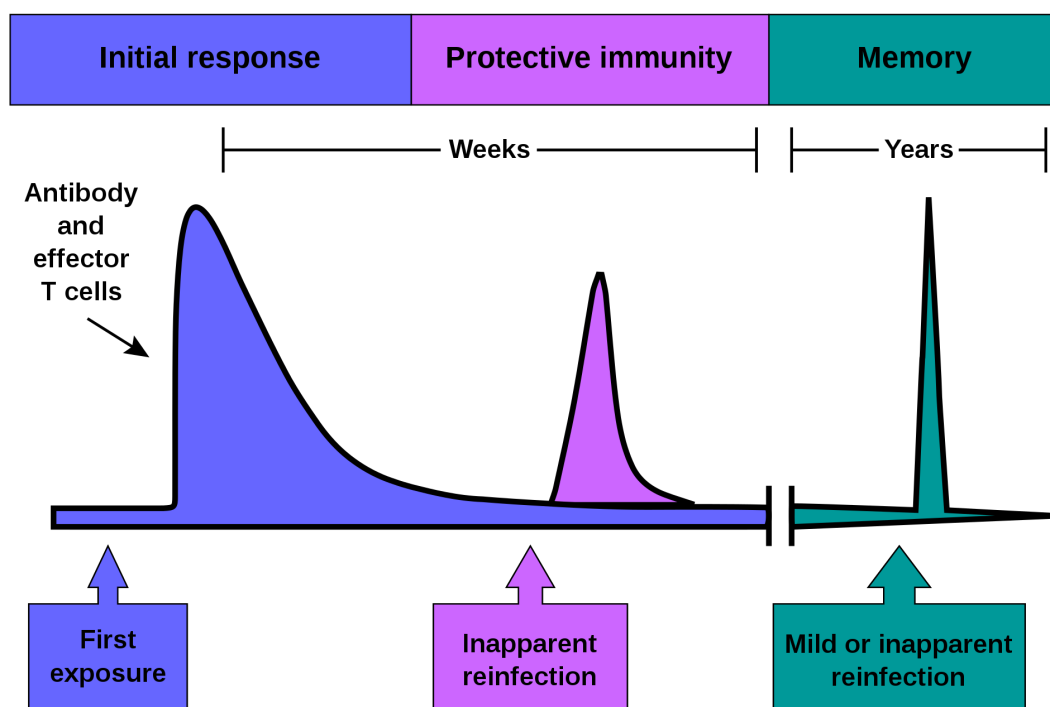 Initial response
Protective immunity
Memory
Weeks
Years
Antibody
and
effector
T cells
First
exposure
Inapparent
reinfection
Mild or inapparent
reinfection